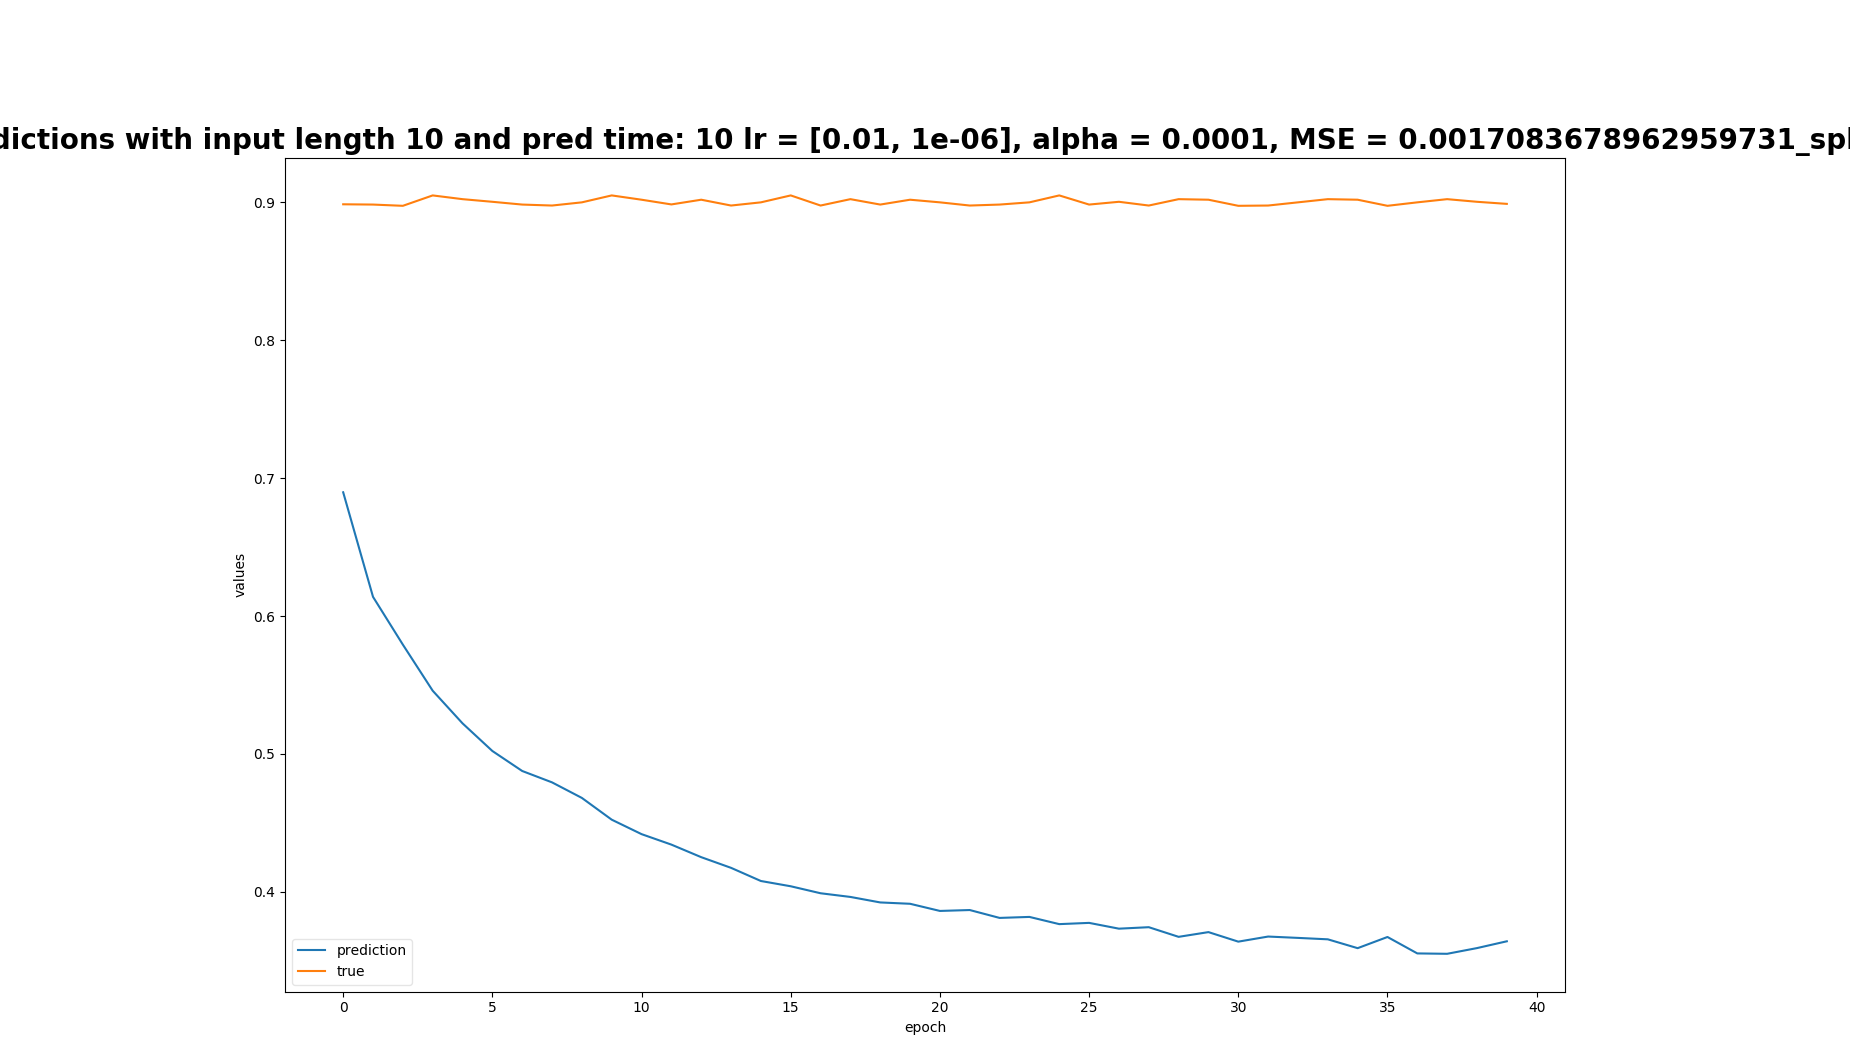 dictions with input length 10 and pred time: 10 lr = [0.01, 1e-06], alpha = 0.0001, MSE = 0.0017083678962959731_spl
0.9
0.8
0.7
0.6
0.5
0.4
values
prediction
true
0 5 10 15 20 25 30 35 40
epoch